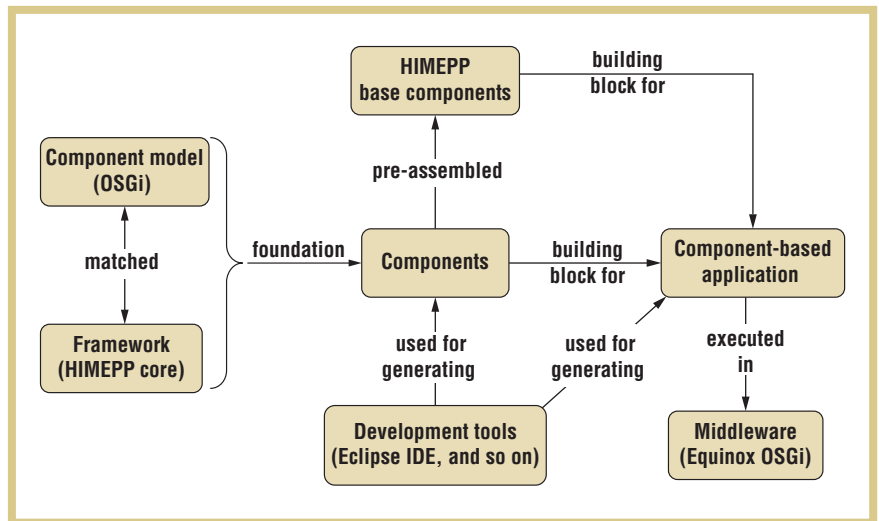 HIMEPP
base components
building
block for
Component model
(OSGi)
pre-assembled
matched
foundation
Components
building
block for
Component-based
application
Framework
(HIMEPP core)
used for
generating
used for
generating
executed
in
Development tools
(Eclipse IDE, and so on)
Middleware
(Equinox OSGi)